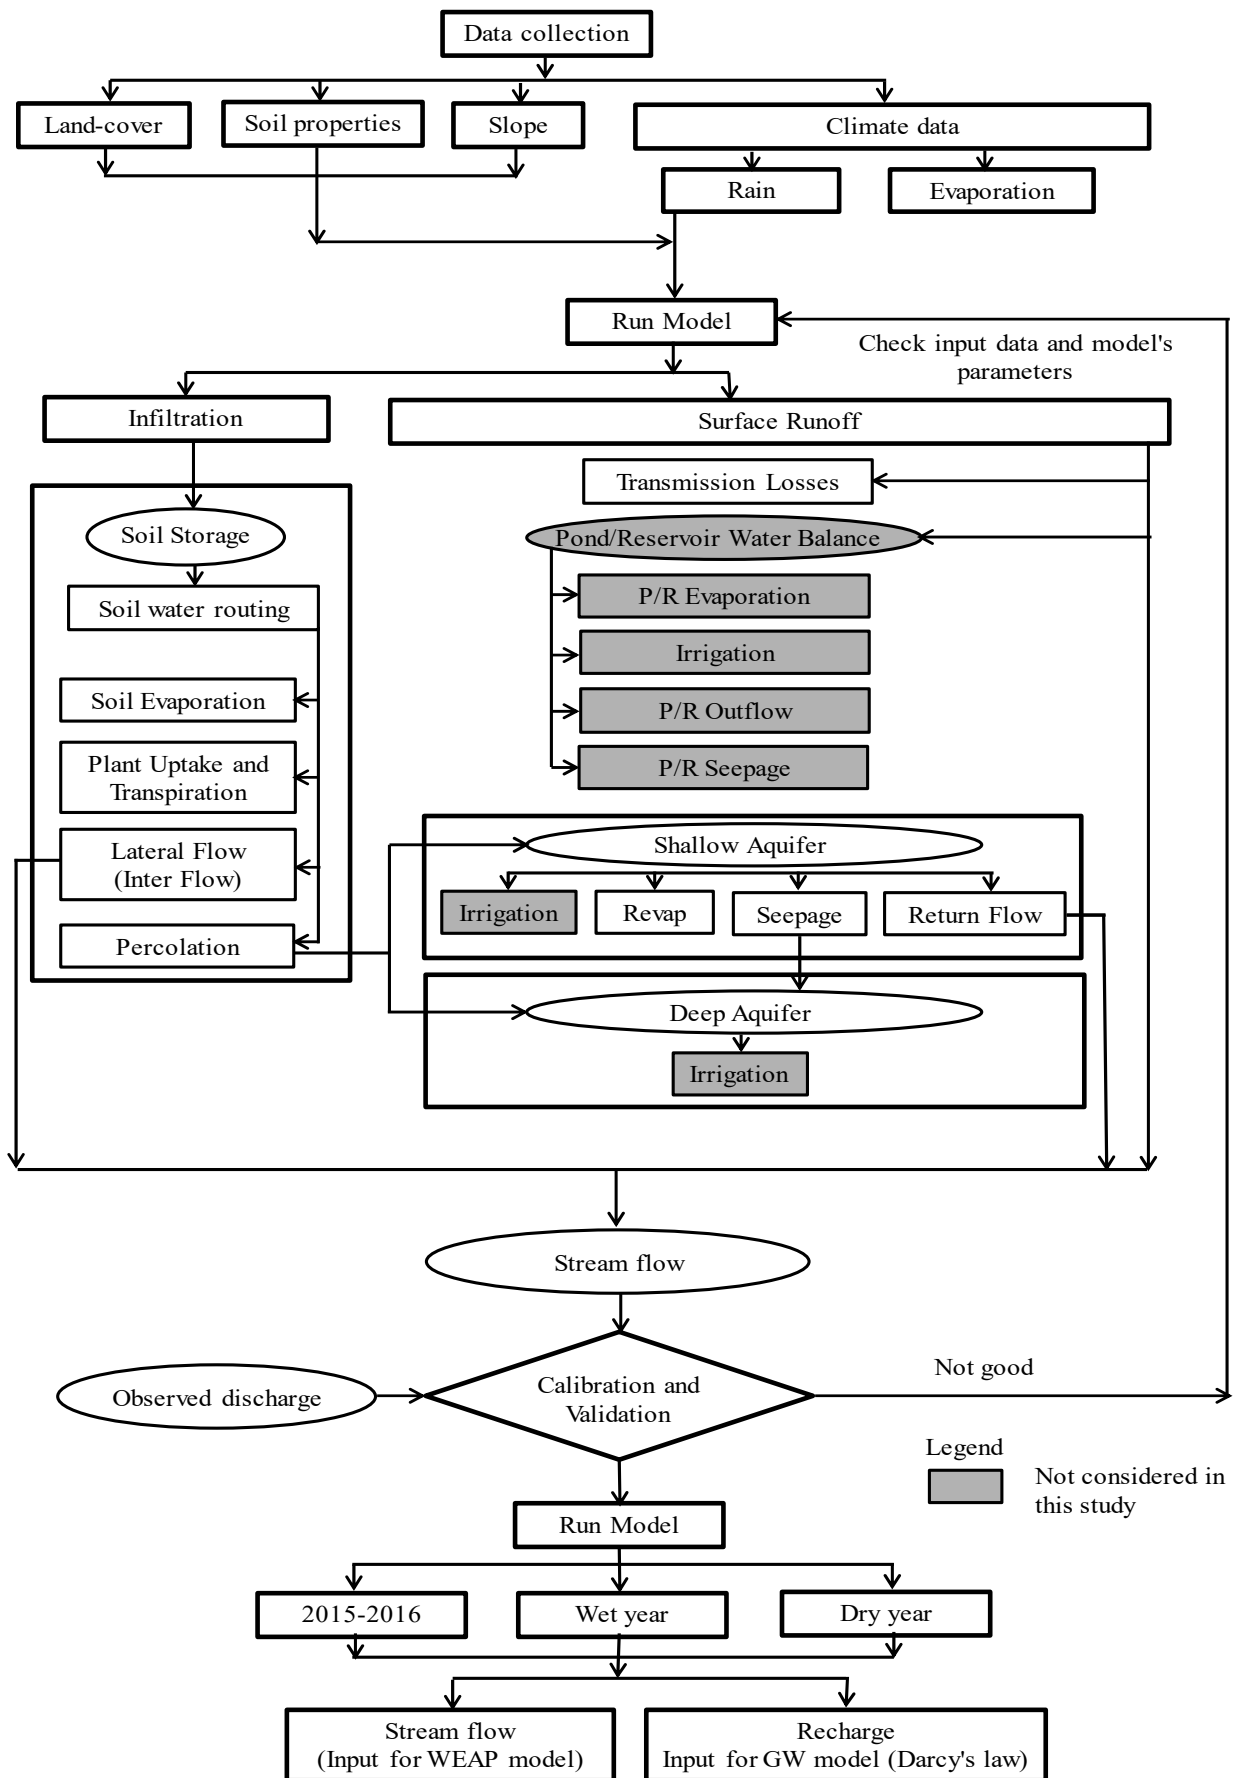 Data collection
Land-cover
Soil properties
Slope
Climate data
Rain
Evaporation
Run Model
Check input data and model's
parameters
Infiltration
Surface Runoff
Transmission Losses
Soil Storage
Pond/Reservoir Water Balance
Soil water routing
P/R Evaporation
Irrigation
Soil Evaporation
P/R Outflow
Plant Uptake and
Transpiration
P/R Seepage
Lateral Flow
(Inter Flow)
Shallow Aquifer
Irrigation
Revap
Seepage
Return Flow
Percolation
Deep Aquifer
Irrigation
Stream flow
Observed discharge
Calibration and
Validation
Not good
Legend
Not considered in
this study
Run Model
2015-2016
Wet year
Dry year
Stream flow
(Input for WEAP model)
Recharge
Input for GW model (Darcy's law)